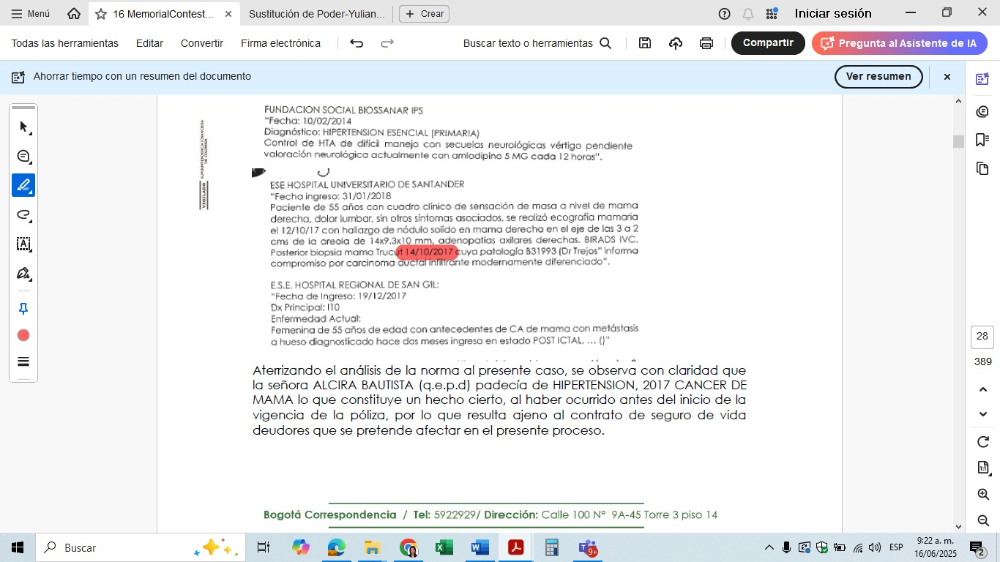 Menú
16 MemorialContest...
Sustitución de Poder-Yulian...
Crear
Iniciar sesión
Todas las herramientas
Editar
Convertir
Firma electrónica
Buscar texto o herramientas
Compartir
Pregunta al Asistente de IA
Ahorrar tiempo con un resumen del documento
Ver resumen
VIGILADO SUPERINTENDENCIA FINANCIERA
DE COLOMBIA
FUNDACION SOCIAL BIOSSANAR IPS
"Fecha: 10/02/2014
Diagnóstico: HIPERTENSION ESENCIAL (PRIMARIA)
Control de HTA de difícil manejo con secuelas neurológicas vértigo pendiente
valoración neurológica actualmente con amlodipino 5 MG cada 12 horas".
ESE HOSPITAL UNIVERSITARIO DE SANTANDER
"Fecha ingreso: 31/01/2018
Paciente de 55 años con cuadro clínico de sensación de masa a nivel de mama
derecha, dolor lumbar, sin otros síntomas asociados, se realizó ecografía mamaria
el 12/10/17 con hallazgo de nódulo solido en mama derecha en el eje de las 3 a 2
cms de la areola de 14x9,3x10 mm, adenopatías axilares derechas. BIRADS IVC.
Posterior biopsia mama Trucut 14/10/2017 cuya patología B31993 (Dr Trejos" informa
compromiso por carcinoma ductal infiltrante modernamente diferenciado".
E.S.E. HOSPITAL REGIONAL DE SAN GIL:
"Fecha de Ingreso: 19/12/2017
Dx Principal: I10
Enfermedad Actual:
Femenina de 55 años de edad con antecedentes de CA de mama con metástasis
a hueso diagnosticado hace dos meses ingresa en estado POST ICTAL, ... ()"
Aterrizando el análisis de la norma al presente caso, se observa con claridad que
la señora ALCIRA BAUTISTA (q.e.p.d) padecía de HIPERTENSION, 2017 CANCER DE
MAMA lo que constituye un hecho cierto, al haber ocurrido antes del inicio de la
vigencia de la póliza, por lo que resulta ajeno al contrato de seguro de vida
deudores que se pretende afectar en el presente proceso.
Bogotá Correspondencia / Tel: 5922929/ Dirección: Calle 100 N° 9A-45 Torre 3 piso 14
28
389
1:1
Buscar
9+
ESP
9:22 a. m.
16/06/2025
2